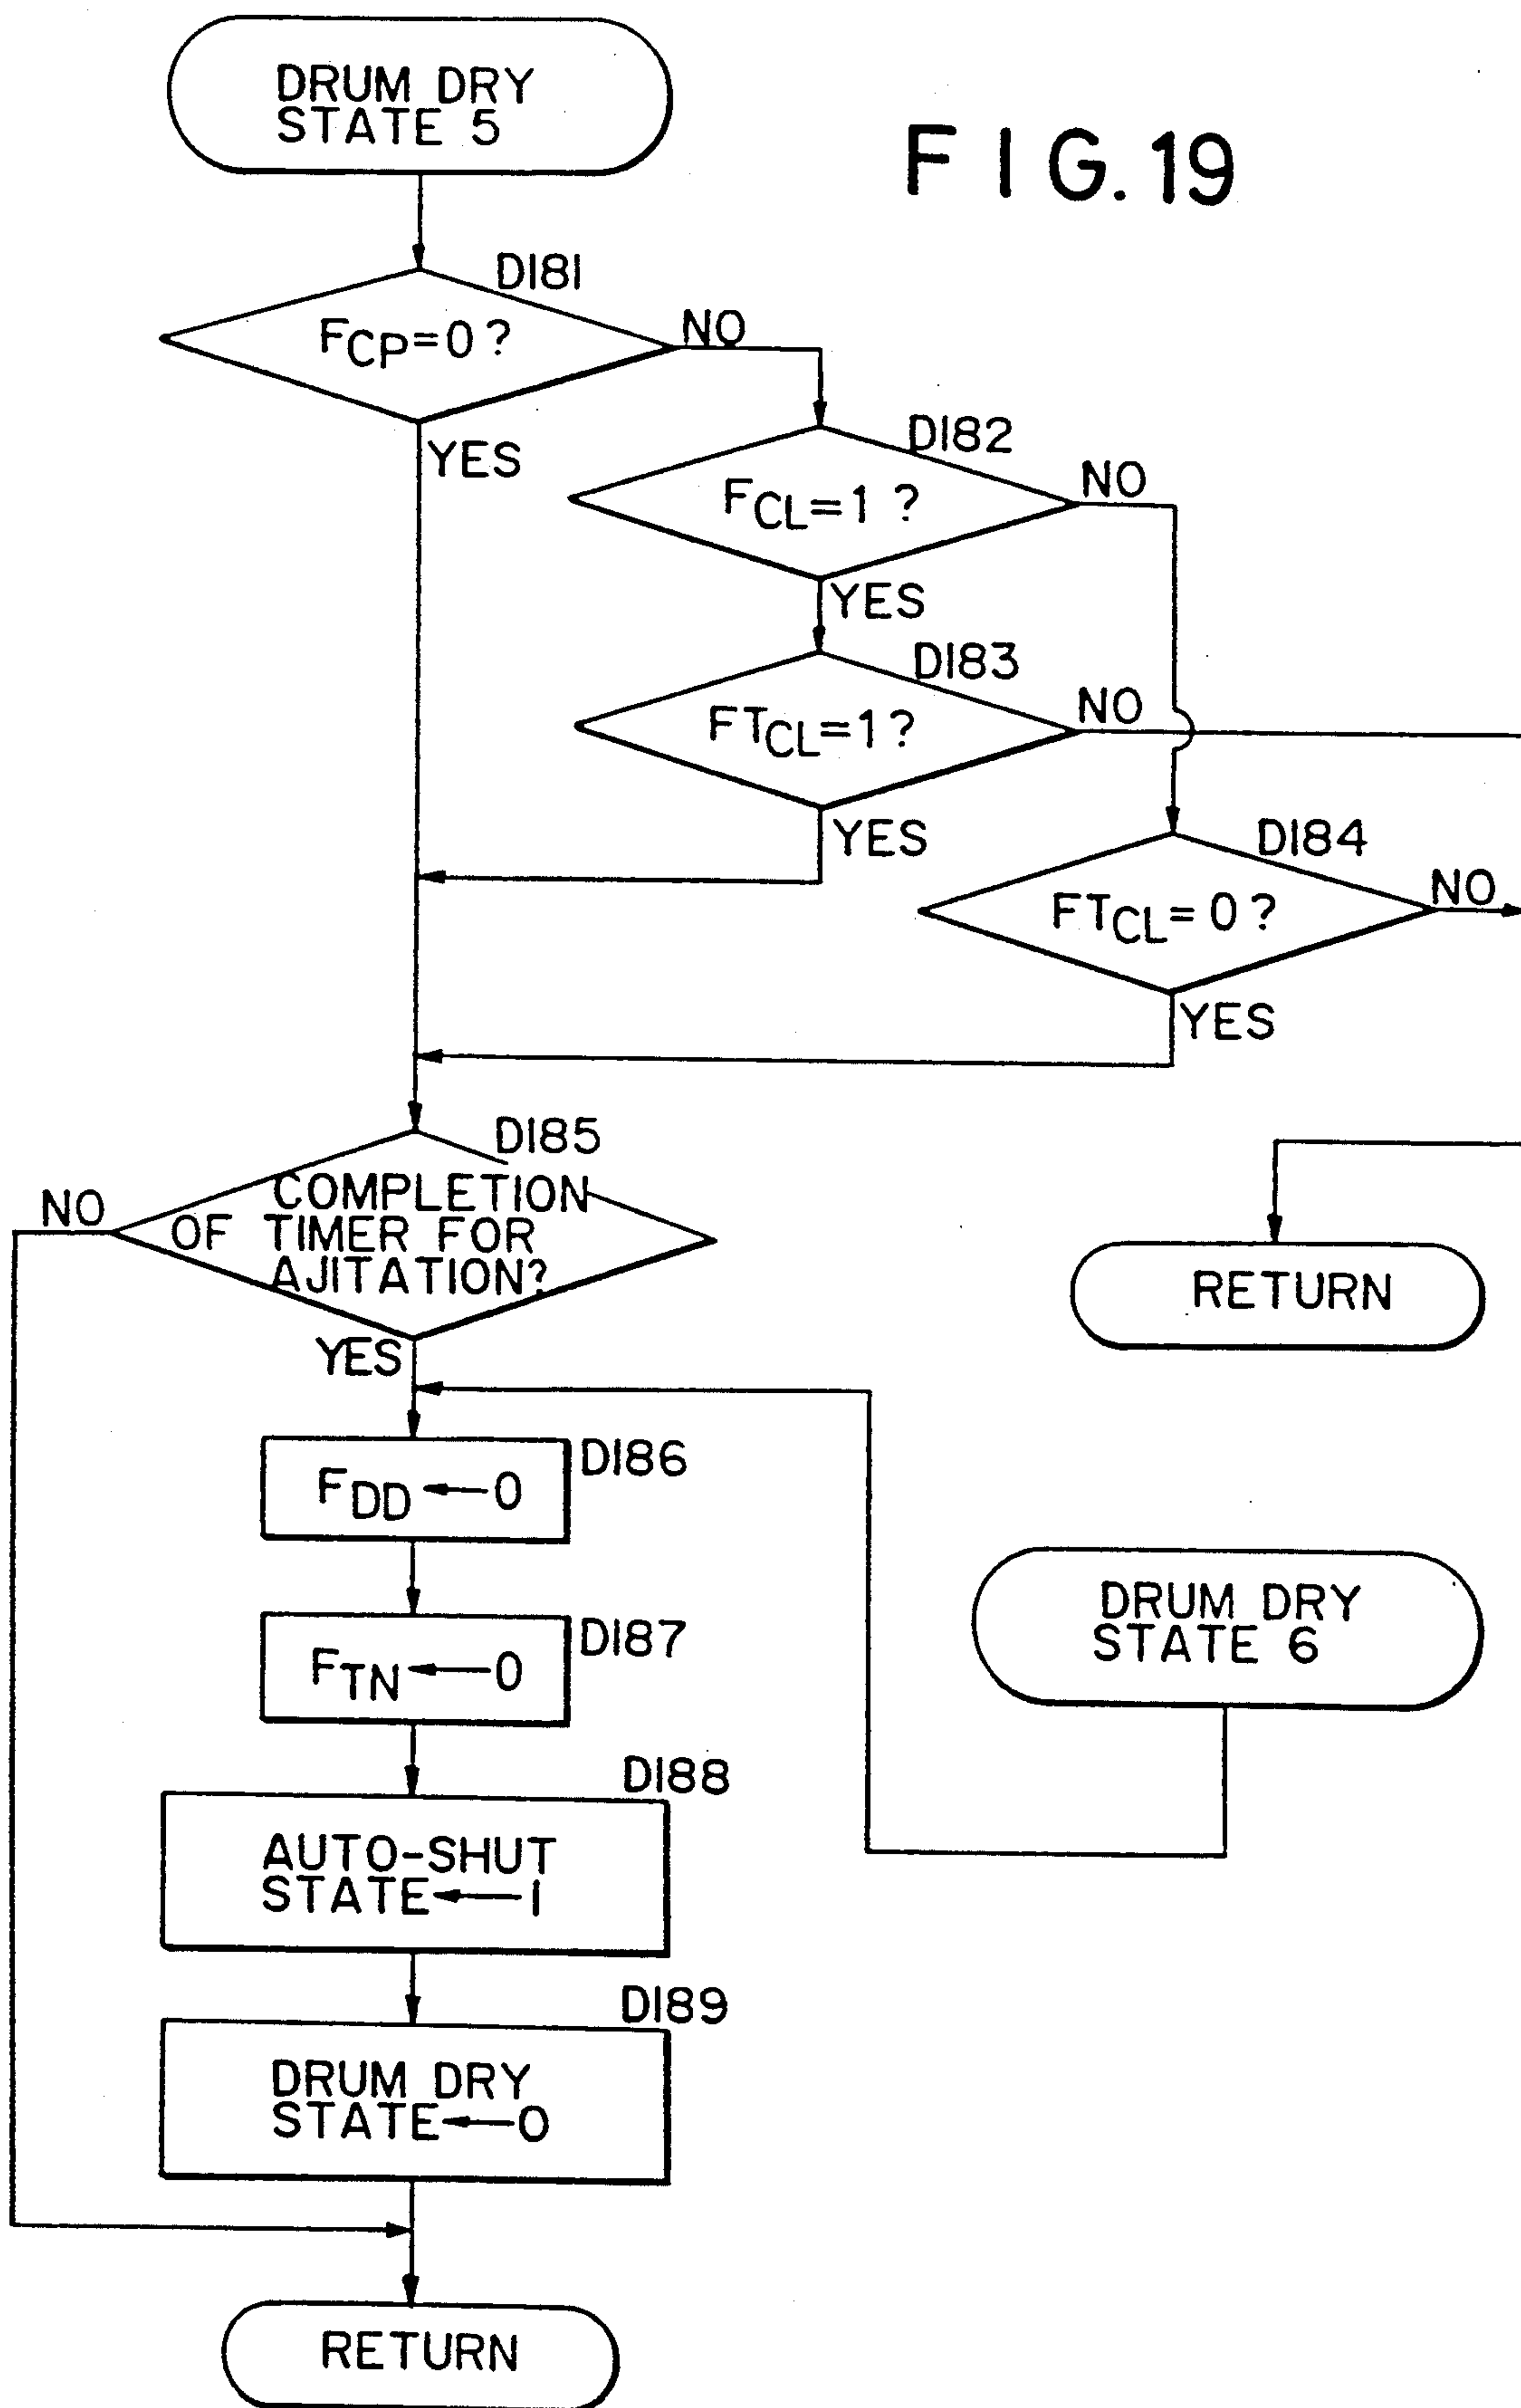 DRUM DRY
STATE 5
FIG.19
D181
FCP=0?
NO
YES
D182
FCL=1?
NO
YES
D183
FTCL=1?
NO
YES
D184
FTCL=0?
NO
YES
D185
COMPLETION
OF TIMER FOR
AJITATION?
NO
YES
RETURN
D186
FDD←0
D187
FTN←0
DRUM DRY
STATE 6
D188
AUTO-SHUT
STATE←1
D189
DRUM DRY
STATE←0
RETURN